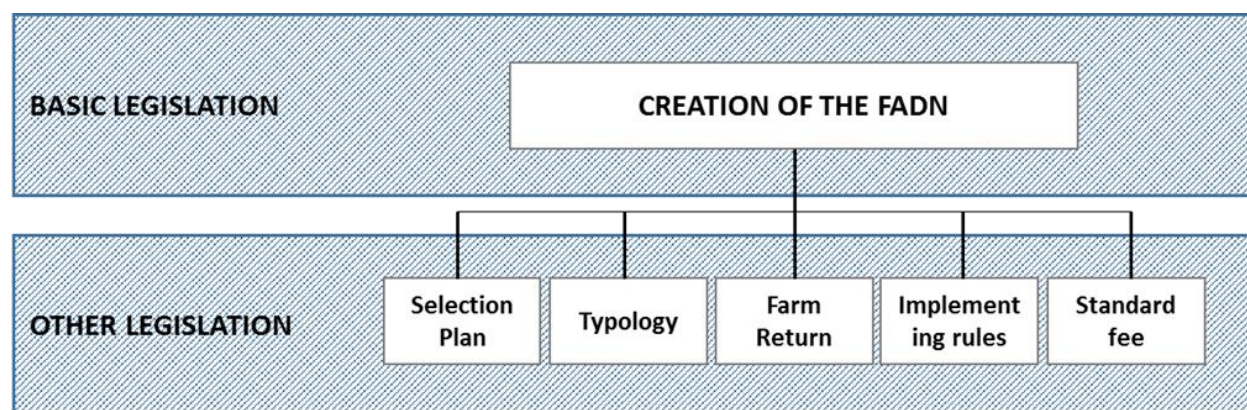 BASIC LEGISLATION
CREATION OF THE FADN
OTHER LEGISLATION
Selection
Plan
Typology
Farm
Return
Implement
ing rules
Standard
fee